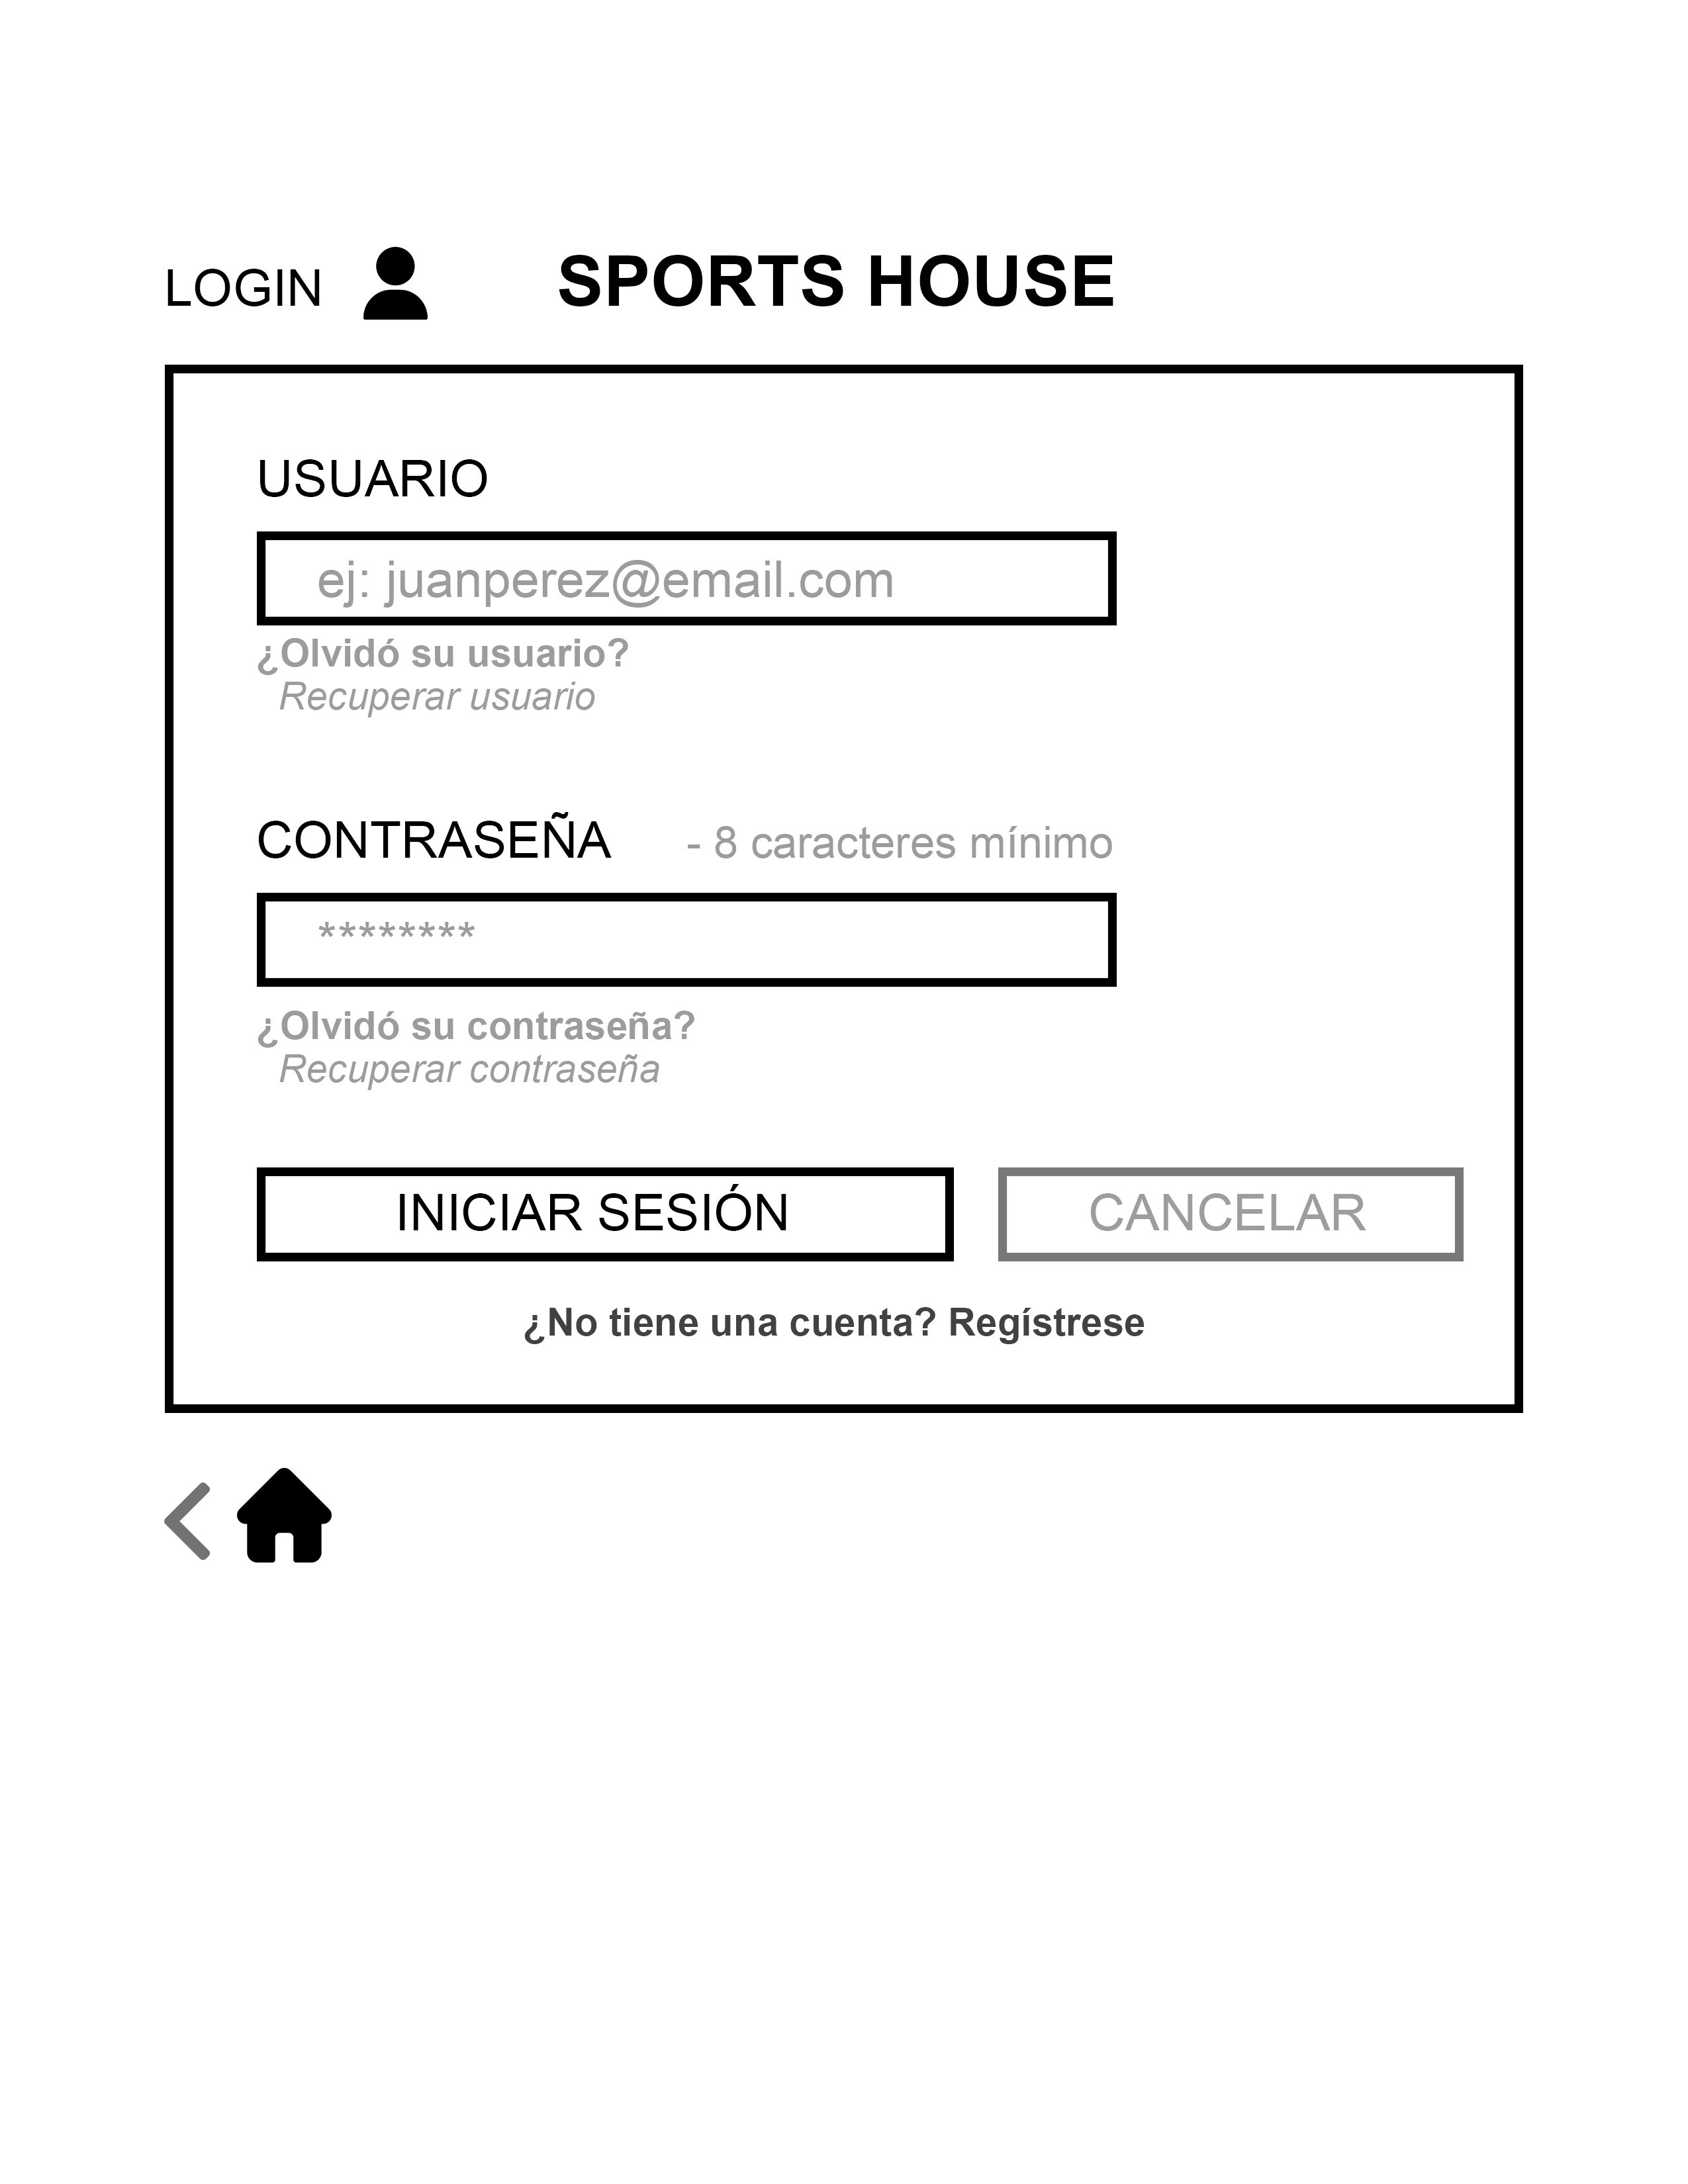 LOGIN SPORTS HOUSE
USUARIO
ej: juanperez@email.com
¿Olvidó su usuario?
Recuperar usuario
CONTRASEÑA - 8 caracteres mínimo
********
¿Olvidó su contraseña?
Recuperar contraseña
INICIAR SESIÓN CANCELAR
¿No tiene una cuenta? Regístrese